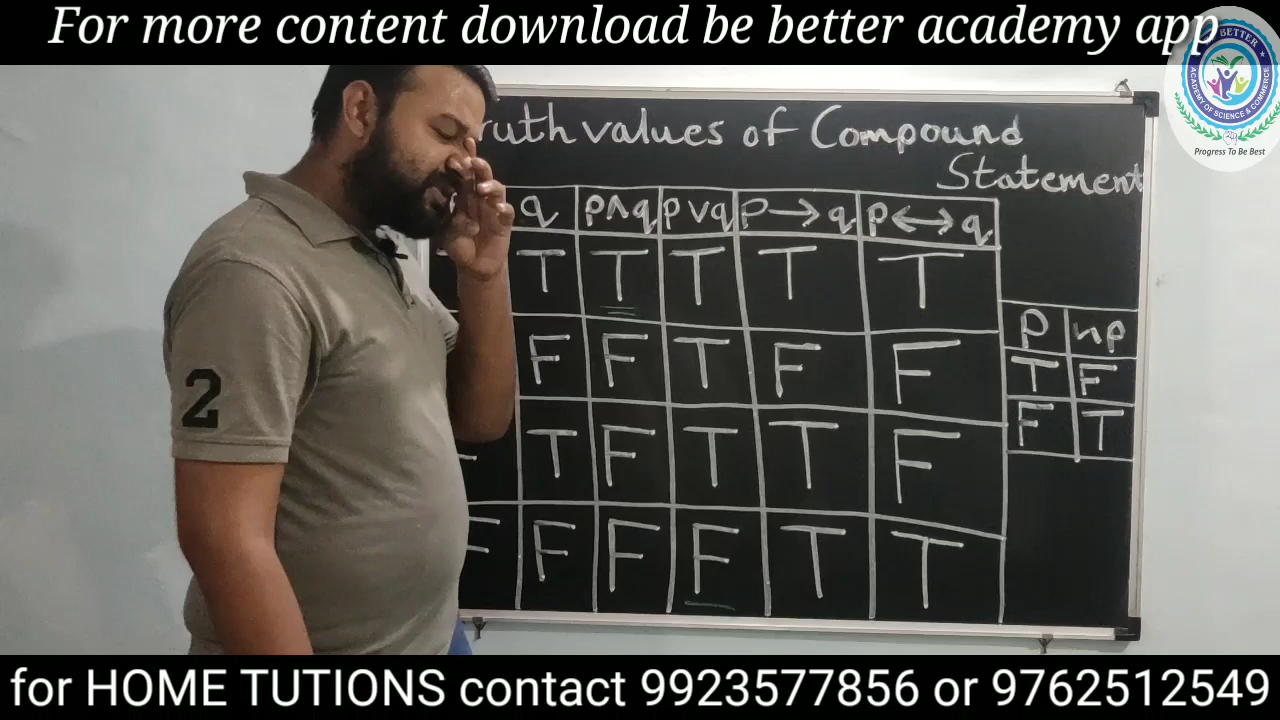 For more content download be better academy app
BETTER
ACADEMY OF SCIENCE & COMMERCE
Progress To Be Best
ruth values of Compound
Statement
q p∧q p∨q p→q p↔q
T T T T T
F F T F F
T F T T F
F F F F T T
p ~p
T F
F T
2
for HOME TUTIONS contact 9923577856 or 9762512549